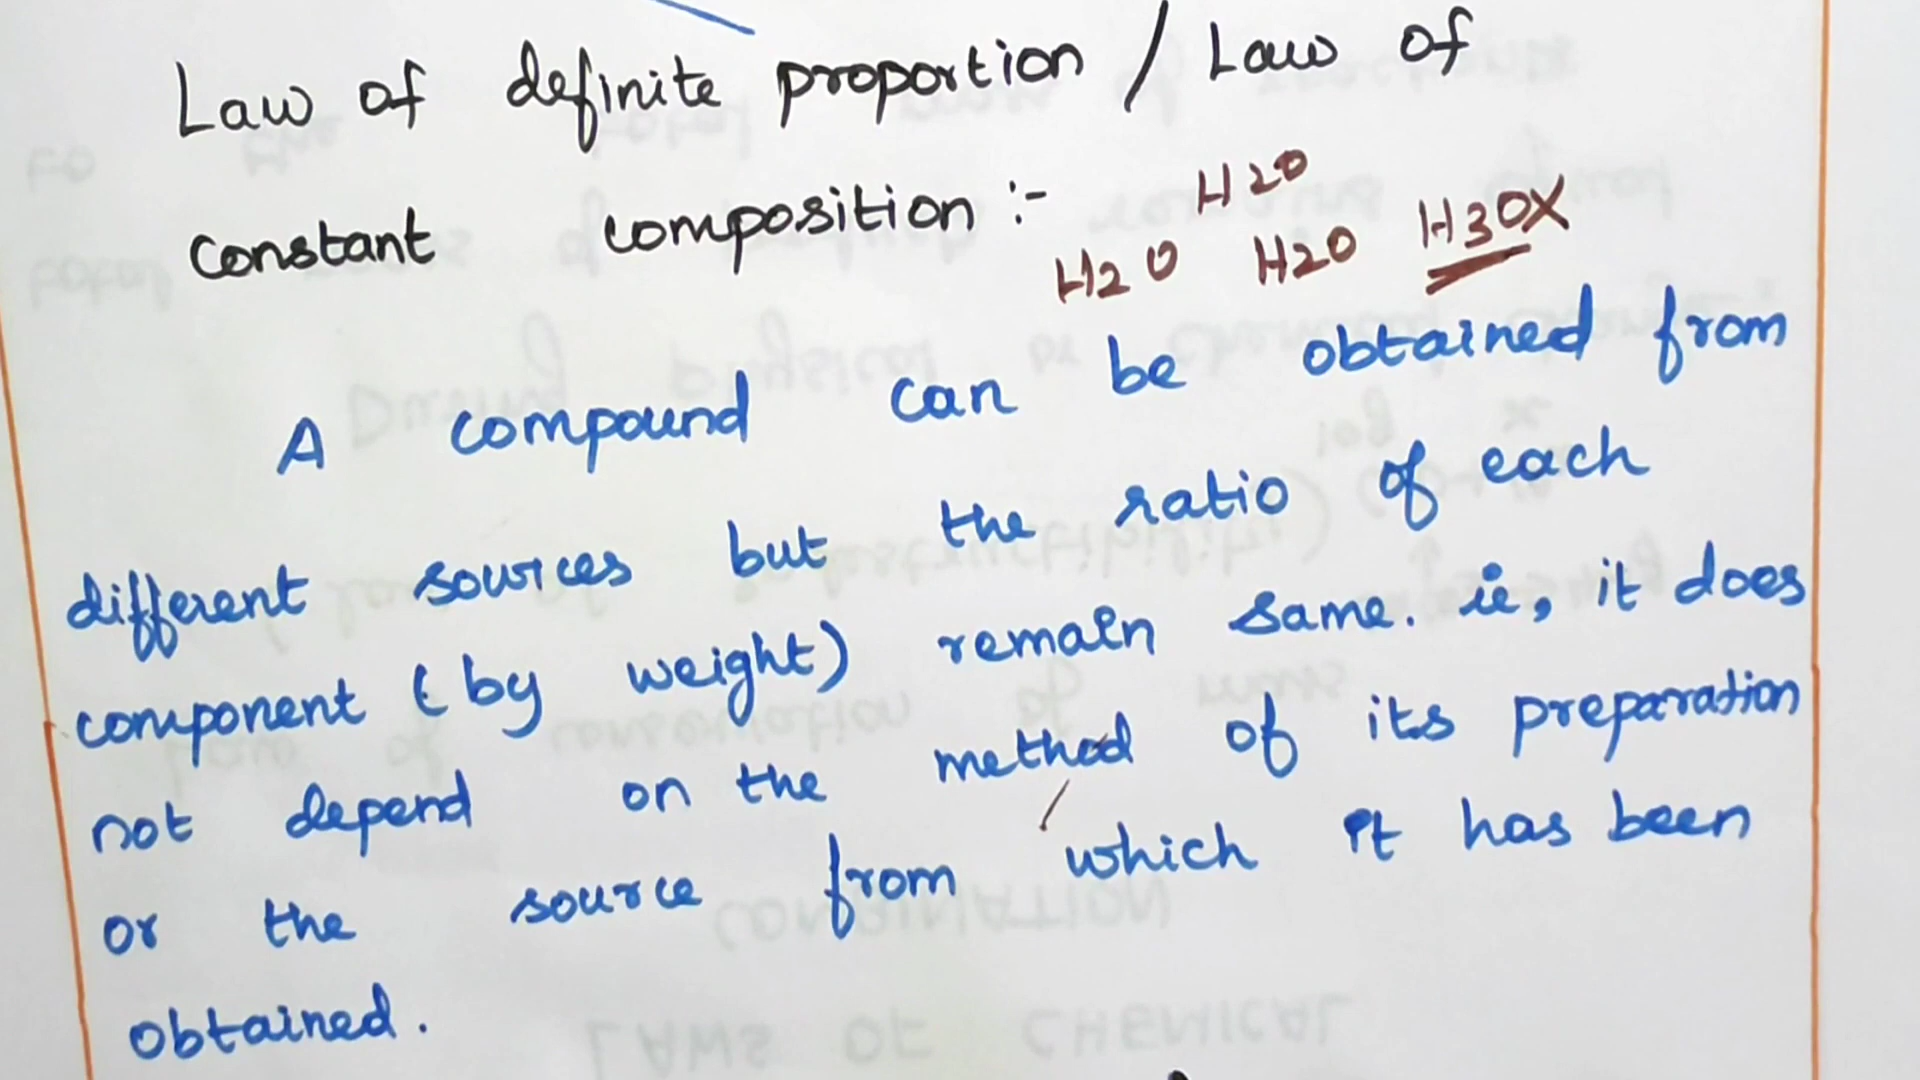 Law of definite proportion / Law of
constant composition :-
H2O
H2O H2O H3OX
A compound can be obtained from
different sources but the ratio of each
component (by weight) remain same. ie, it does
not depend on the method of its preparation
or the source from which it has been
obtained.